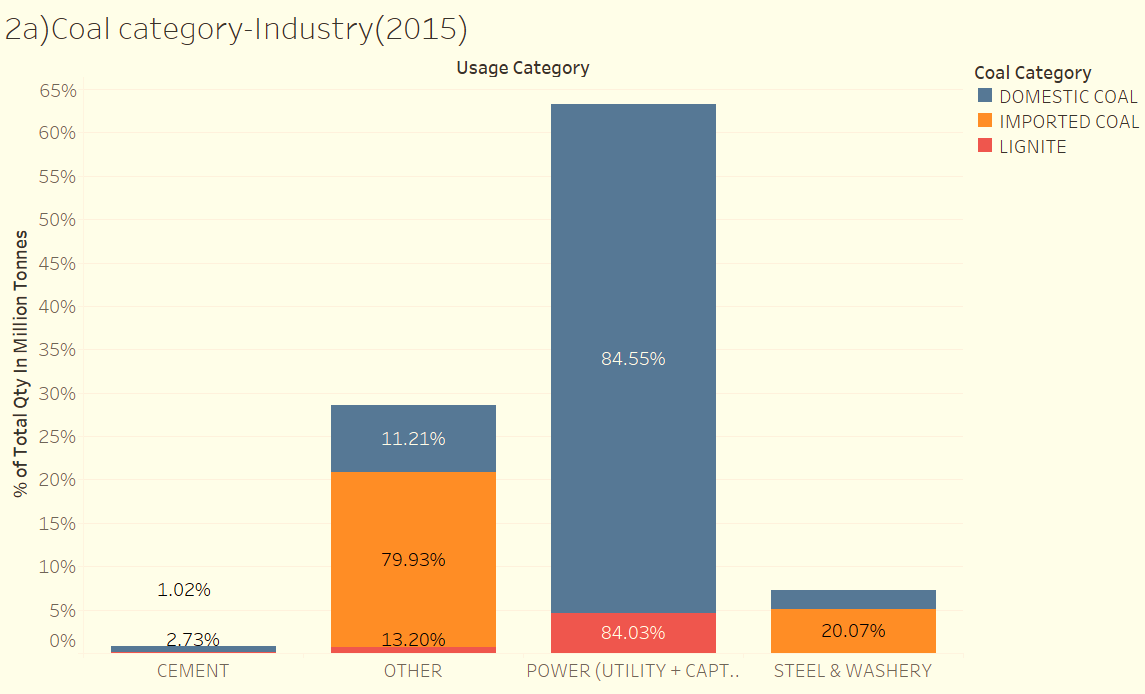 2a)Coal category-Industry(2015)
Usage Category
Coal Category
DOMESTIC COAL
IMPORTED COAL
LIGNITE
% of Total Qty In Million Tonnes
65%
60%
55%
50%
45%
40%
35%
30%
25%
20%
15%
10%
5%
0%
1.02%
2.73%
11.21%
79.93%
13.20%
84.55%
84.03%
20.07%
CEMENT
OTHER
POWER (UTILITY + CAPT..
STEEL & WASHERY